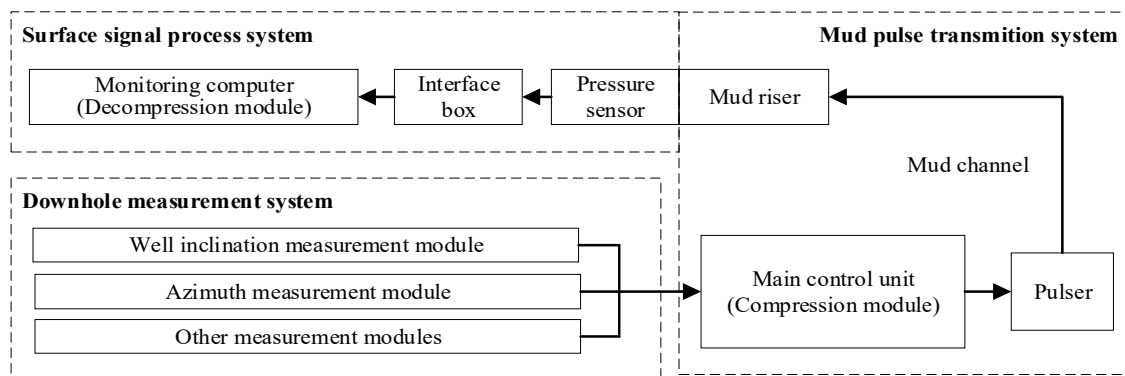 Surface signal process system
Mud pulse transmition system
Monitoring computer
(Decompression module)
Interface
box
Pressure
sensor
Mud riser
Mud channel
Downhole measurement system
Well inclination measurement module
Azimuth measurement module
Other measurement modules
Main control unit
(Compression module)
Pulser